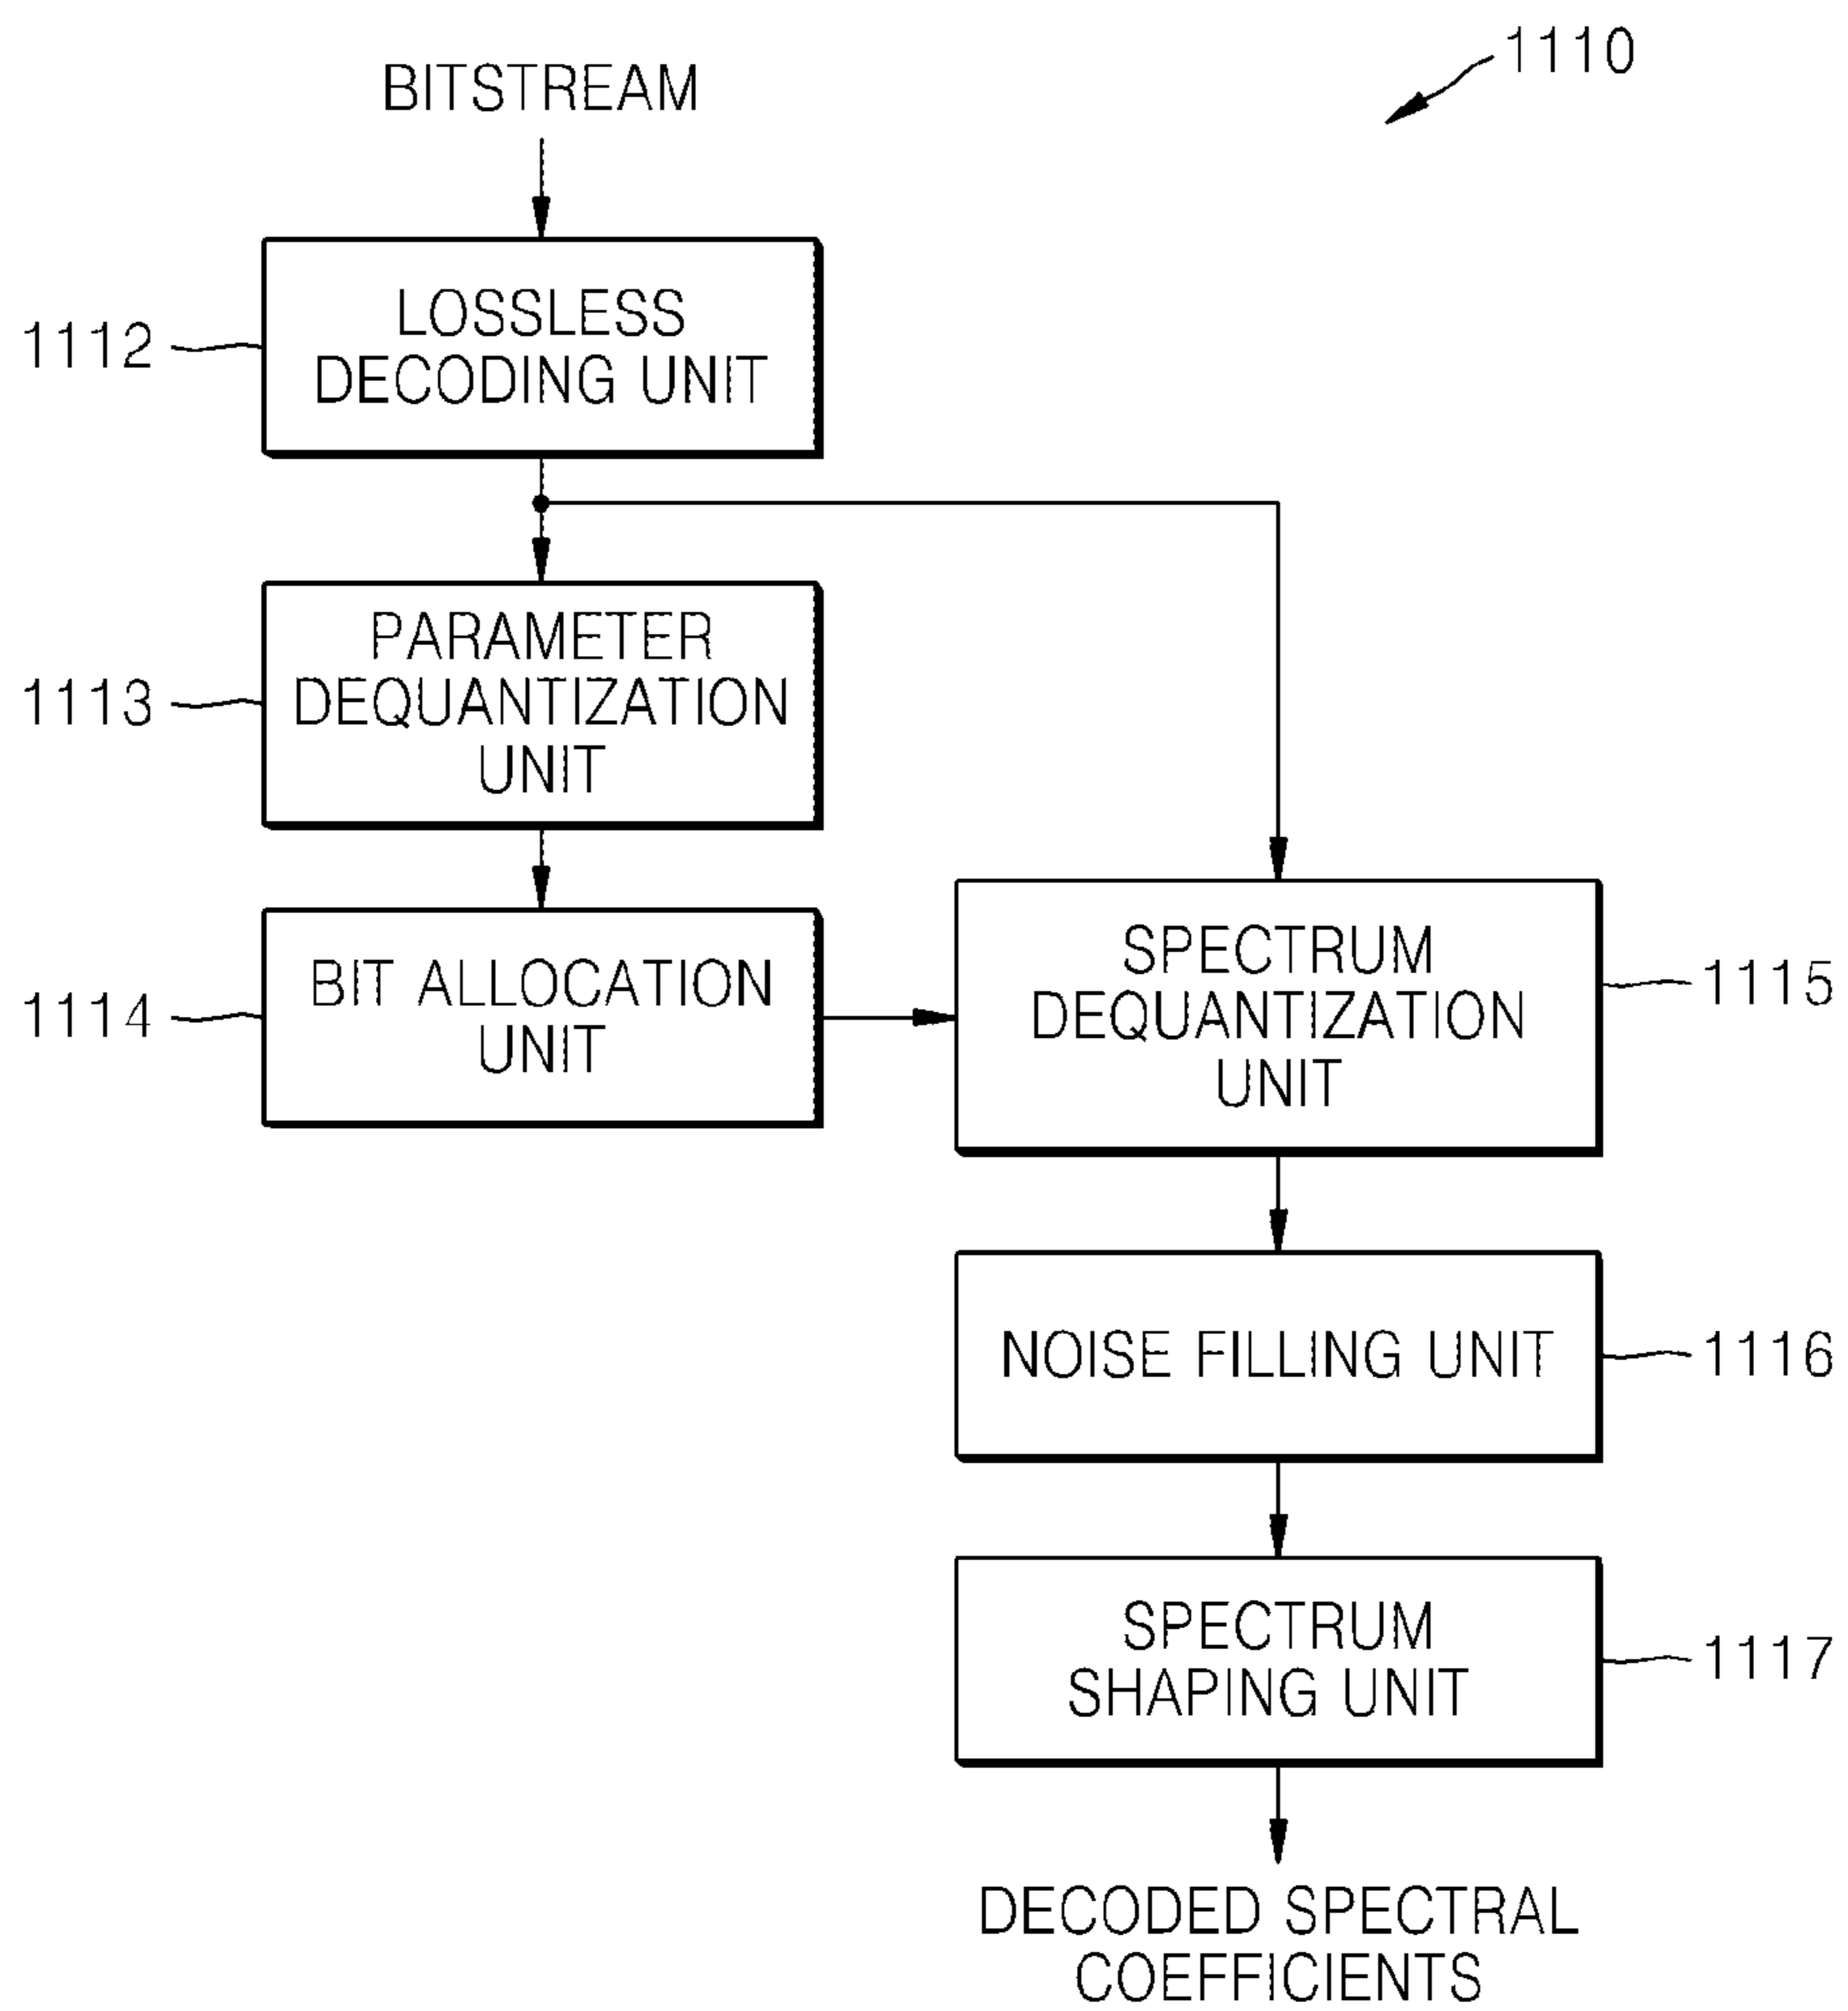 1110
BITSTREAM
LOSSLESS
DECODING UNIT
1112
PARAMETER
DEQUANTIZATION
UNIT
1113
BIT ALLOCATION
UNIT
1114
SPECTRUM
DEQUANTIZATION
UNIT
1115
NOISE FILLING UNIT
1116
SPECTRUM
SHAPING UNIT
1117
DECODED SPECTRAL
COEFFICIENTS